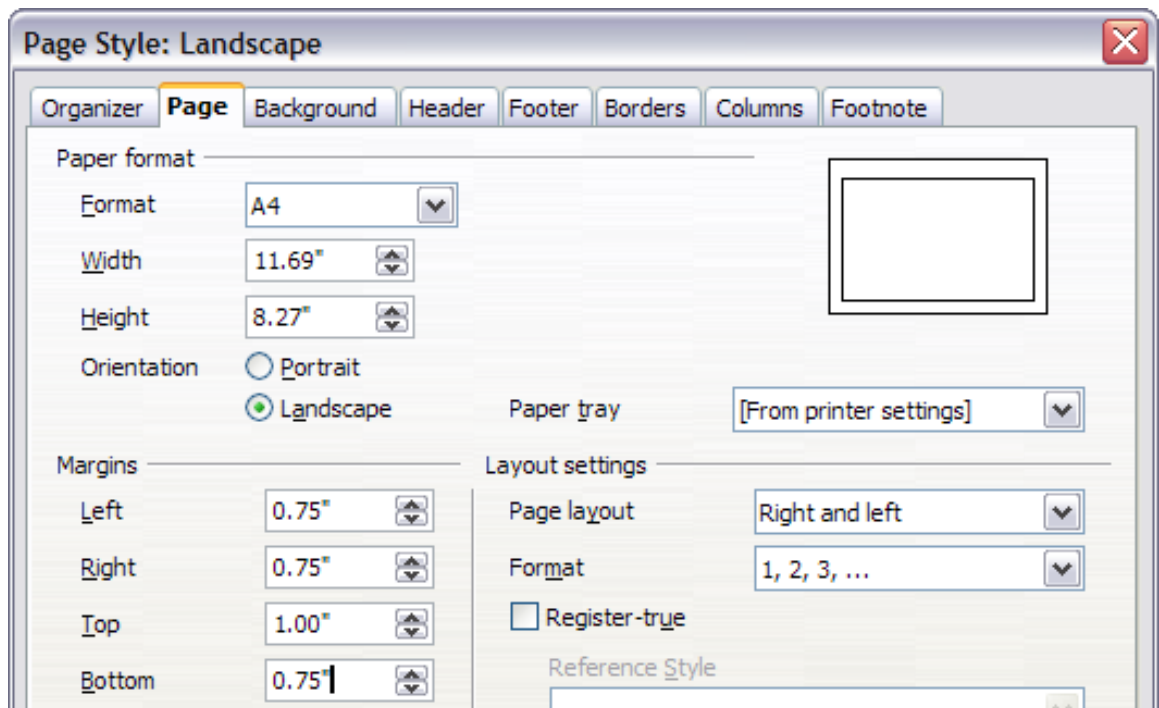 Page Style: Landscape
Organizer Page Background Header Footer Borders Columns Footnote
Paper format
Format A4
Width 11.69"
Height 8.27"
Orientation Portrait
Landscape Paper tray [From printer settings]
Margins Layout settings
Left 0.75" Page layout Right and left
Right 0.75" Format 1, 2, 3, ...
Top 1.00" Register-true
Reference Style
Bottom 0.75"